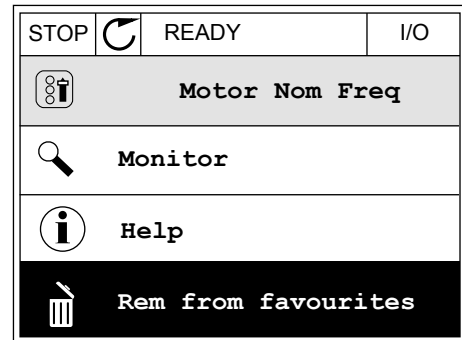 STOP READY I/O
Motor Nom Freq
Monitor
Help
Rem from favourites